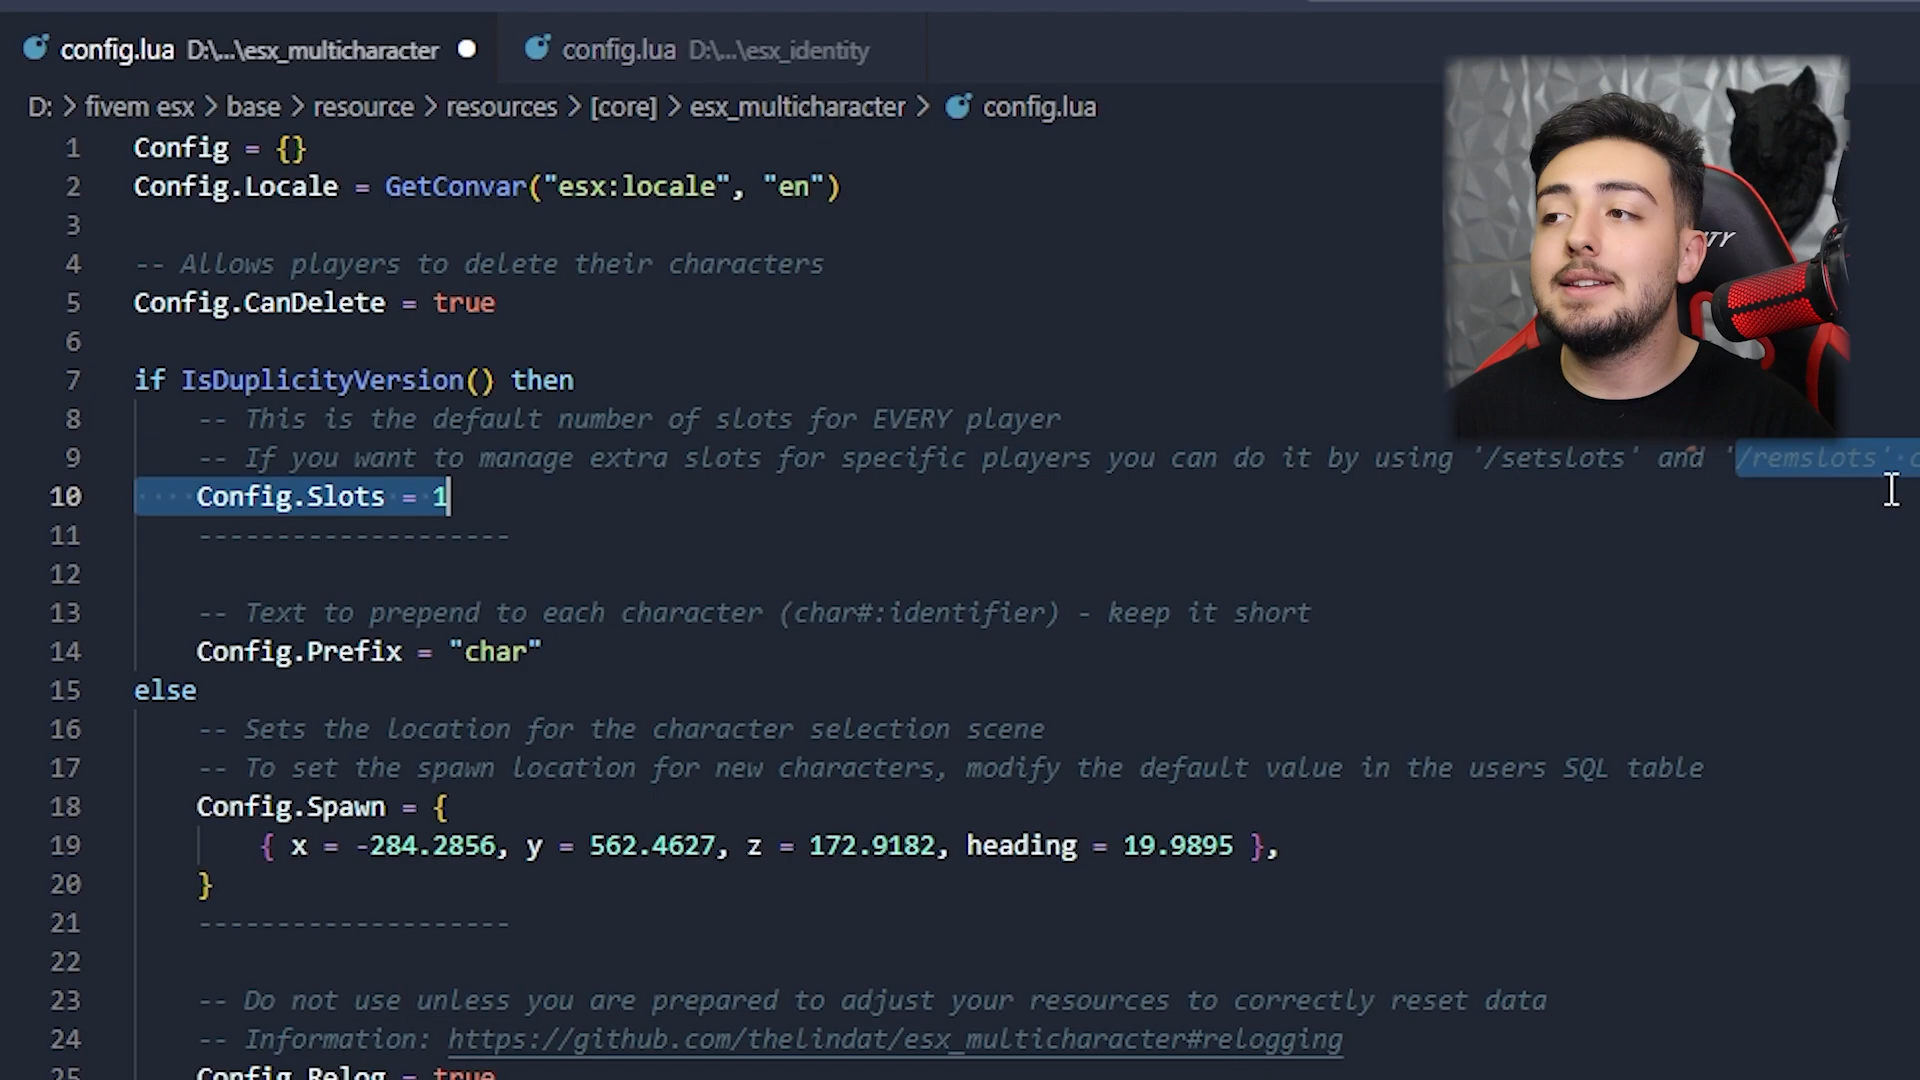 config.lua D:\...\esx_multicharacter config.lua D:\...\esx_identity
D: > fivem esx > base > resource > resources > [core] > esx_multicharacter > config.lua
1 Config = {}
2 Config.Locale = GetConvar("esx:locale", "en")
3
4 -- Allows players to delete their characters
5 Config.CanDelete = true
6
7 if IsDuplicityVersion() then
8 -- This is the default number of slots for EVERY player
9 -- If you want to manage extra slots for specific players you can do it by using '/setslots' and '/remslots'
10 Config.Slots = 1
11 --------------------
12
13 -- Text to prepend to each character (char#:identifier) - keep it short
14 Config.Prefix = "char"
15 else
16 -- Sets the location for the character selection scene
17 -- To set the spawn location for new characters, modify the default value in the users SQL table
18 Config.Spawn = {
19 { x = -284.2856, y = 562.4627, z = 172.9182, heading = 19.9895 },
20 }
21 --------------------
22
23 -- Do not use unless you are prepared to adjust your resources to correctly reset data
24 -- Information: https://github.com/thelindat/esx_multicharacter#relogging
25 Config.Relog = true